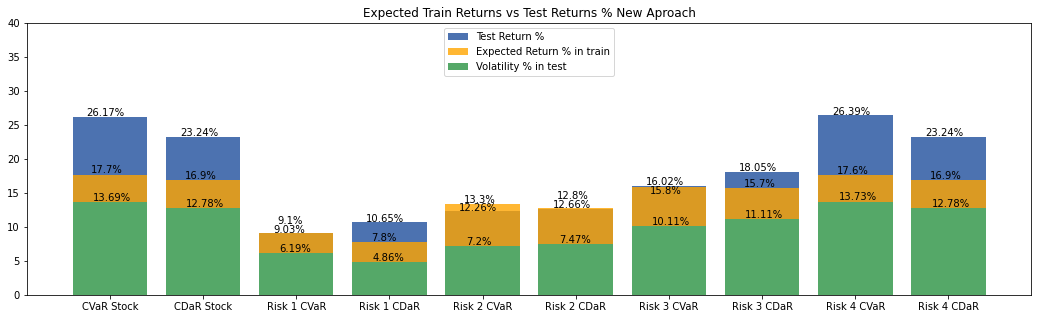 Expected Train Returns vs Test Returns % New Aproach
40
35
30
25
20
15
10
5
0
Test Return %
Expected Return % in train
Volatility % in test
26.17%
17.7%
13.69%
23.24%
16.9%
12.78%
9.1%
9.03%
6.19%
10.65%
7.8%
4.86%
13.3%
12.26%
7.2%
12.8%
12.66%
7.47%
16.02%
15.8%
10.11%
18.05%
15.7%
11.11%
26.39%
17.6%
13.73%
23.24%
16.9%
12.78%
CVaR Stock
CDaR Stock
Risk 1 CVaR
Risk 1 CDaR
Risk 2 CVaR
Risk 2 CDaR
Risk 3 CVaR
Risk 3 CDaR
Risk 4 CVaR
Risk 4 CDaR